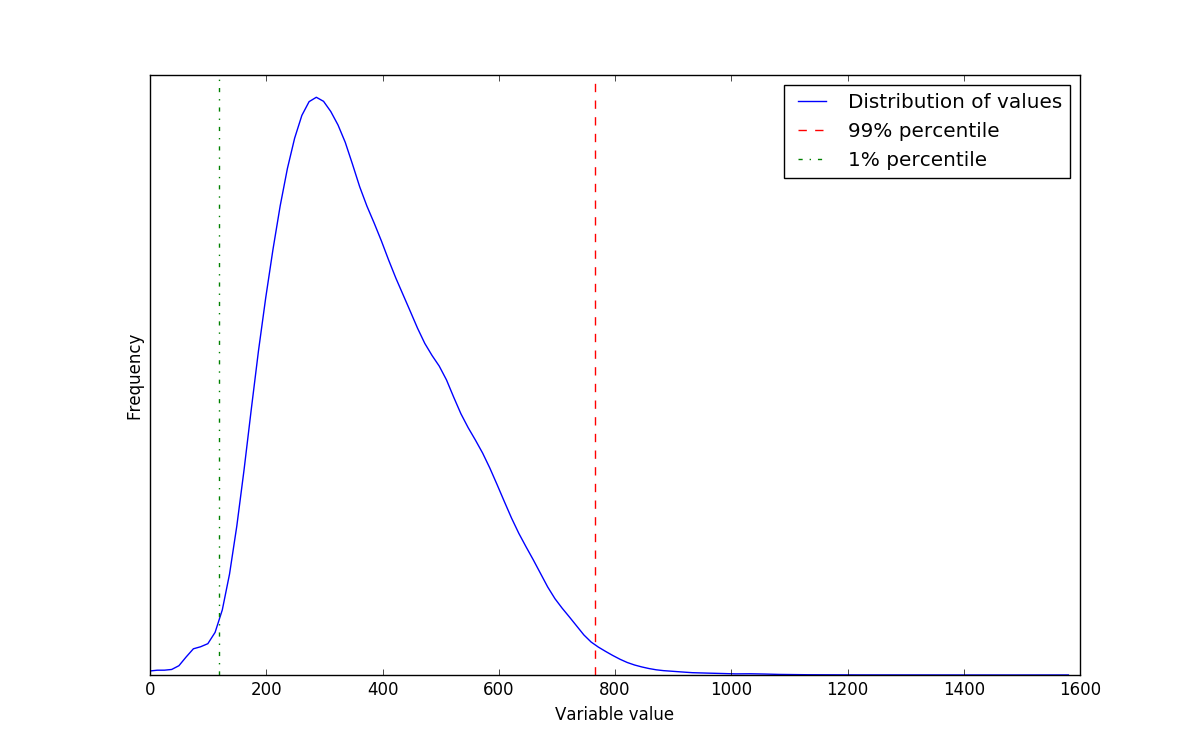 Distribution of values
99% percentile
1% percentile
Frequency
0 200 400 600 800 1000 1200 1400 1600
Variable value